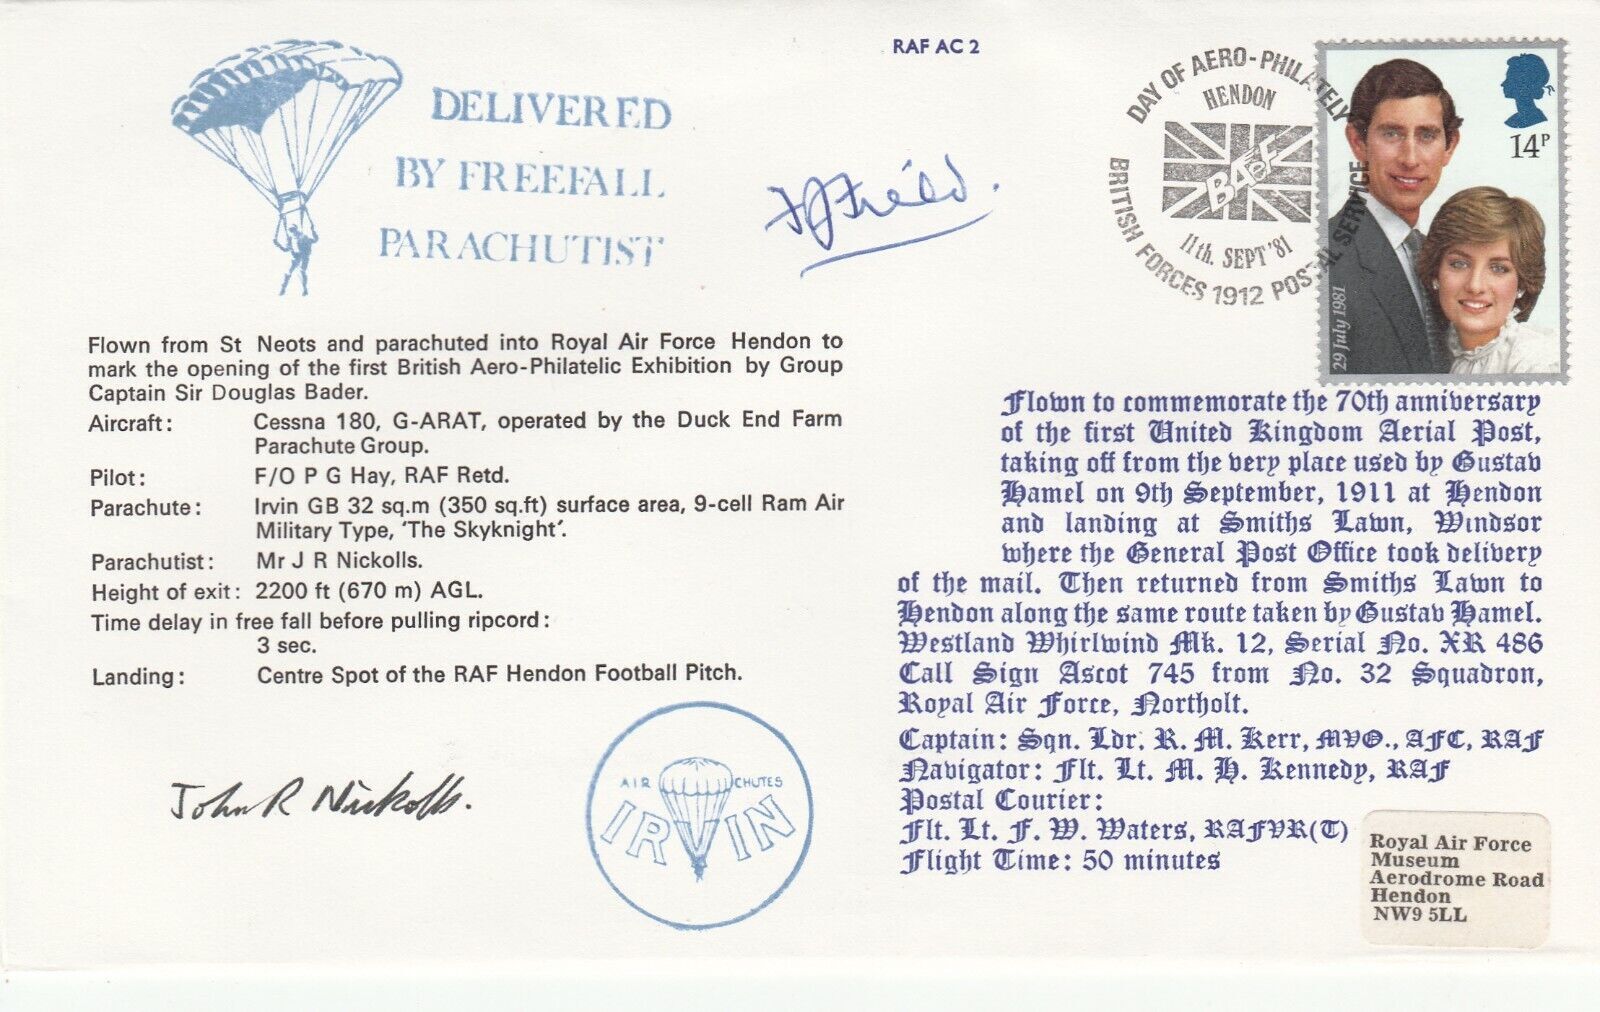 RAF AC 2
DELIVERED
BY FREEFALL
PARACHUTIST
DAY OF AERO-PHILATELY
HENDON
BAeF
11th. SEPT '81
BRITISH FORCES 1912 POSTAL SERVICE
14P
29 July 1981
Flown from St Neots and parachuted into Royal Air Force Hendon to
mark the opening of the first British Aero-Philatelic Exhibition by Group
Captain Sir Douglas Bader.
Aircraft: Cessna 180, G-ARAT, operated by the Duck End Farm
Parachute Group.
Pilot: F/O P G Hay, RAF Retd.
Parachute: Irvin GB 32 sq.m (350 sq.ft) surface area, 9-cell Ram Air
Military Type, 'The Skyknight'.
Parachutist: Mr J R Nickolls.
Height of exit: 2200 ft (670 m) AGL.
Time delay in free fall before pulling ripcord:
3 sec.
Landing: Centre Spot of the RAF Hendon Football Pitch.
John R Nickolls.
AIR CHUTES
IRVIN
Flown to commemorate the 70th anniversary
of the first United Kingdom Aerial Post,
taking off from the very place used by Gustav
Hamel on 9th September, 1911 at Hendon
and landing at Smiths Lawn, Windsor
where the General Post Office took delivery
of the mail. Then returned from Smiths Lawn to
Hendon along the same route taken by Gustav Hamel.
Westland Whirlwind Mk. 12, Serial No. XR 486
Call Sign Ascot 745 from No. 32 Squadron,
Royal Air Force, Northolt.
Captain: Sqn. Ldr. R. M. Kerr, MVO., AFC, RAF
Navigator: Flt. Lt. M. H. Kennedy, RAF
Postal Courier:
Flt. Lt. F. W. Waters, RAFVR(T)
Flight Time: 50 minutes
Royal Air Force
Museum
Aerodrome Road
Hendon
NW9 5LL